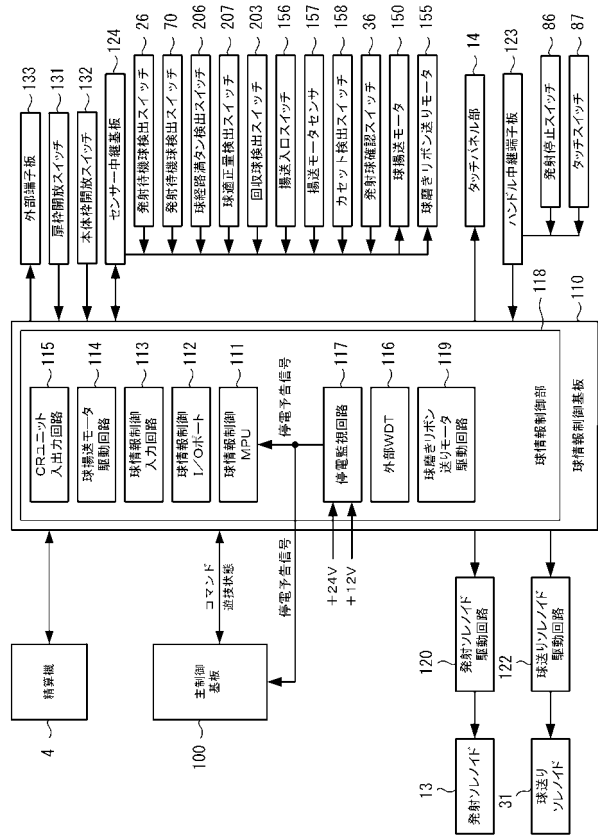 外部端子板
133
扉枠開放スイッチ
131
本体枠開放スイッチ
132
センサー中継基板
124
発射待機球検出スイッチ
26
発射待機球検出スイッチ
70
球経路満タン検出スイッチ
206
球適正量検出スイッチ
207
回収球検出スイッチ
203
揚送入口スイッチ
156
揚送モータセンサ
157
カセット検出スイッチ
158
発射球確認スイッチ
36
球揚送モータ
150
球磨きリボン送りモータ
155
タッチパネル部
14
ハンドル中継端子板
123
発射停止スイッチ
86
タッチスイッチ
87
CRユニット
入出力回路
115
球揚送モータ
駆動回路
114
球情報制御
入力回路
113
球情報制御
I/Oポート
112
球情報制御
MPU
111
停電予告信号
停電監視回路
117
外部WDT
116
球磨きリボン
送りモータ
駆動回路
119
球情報制御部
118
球情報制御基板
110
+24V
+12V
精算機
4
コマンド
遊技状態
停電予告信号
主制御
基板
100
発射ソレノイド
駆動回路
120
球送りソレノイド
駆動回路
122
発射ソレノイド
13
球送り
ソレノイド
31